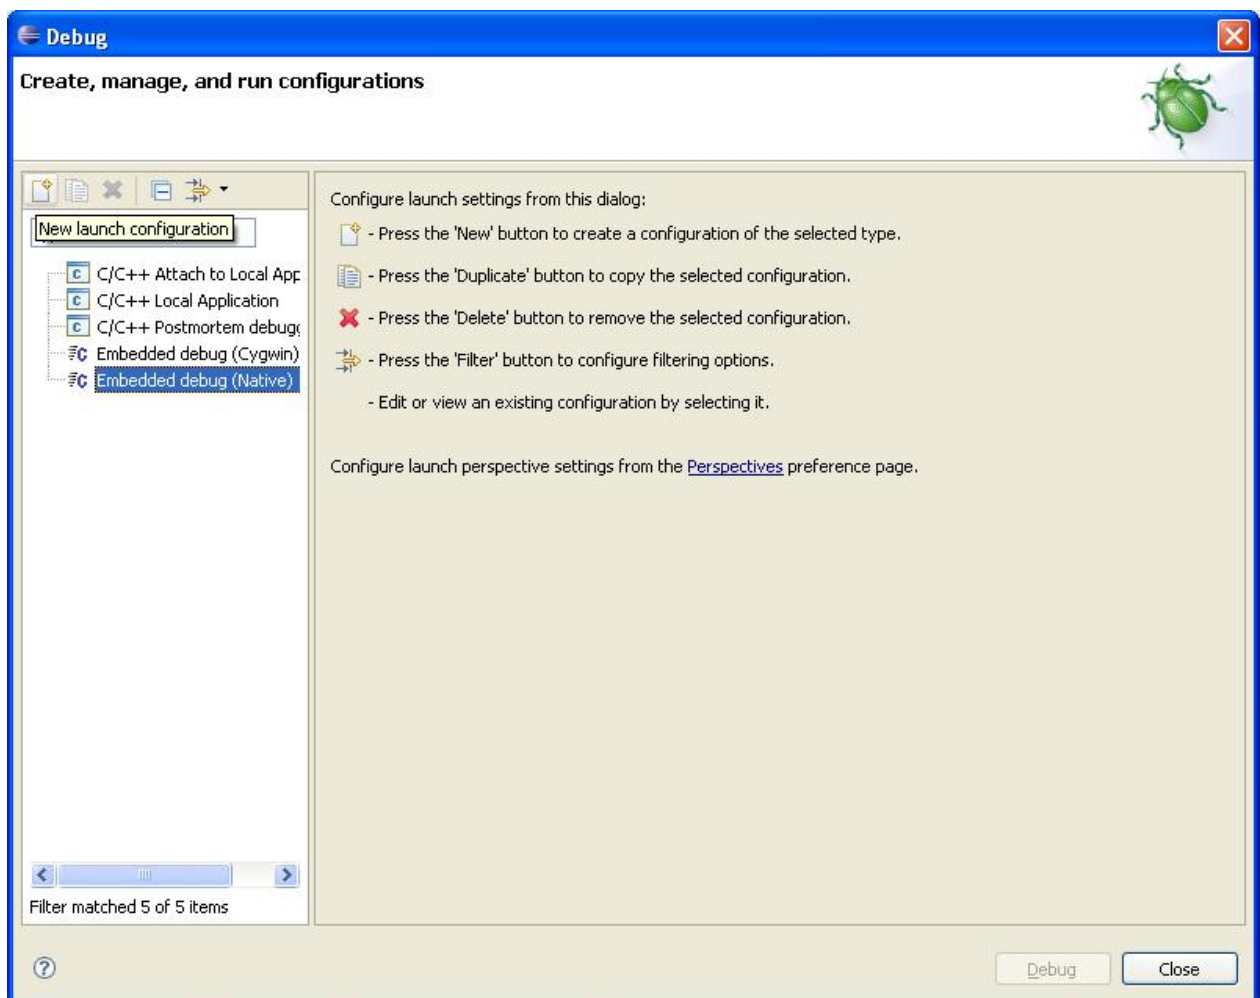 Debug
Create, manage, and run configurations
New launch configuration
C/C++ Attach to Local App
C/C++ Local Application
C/C++ Postmortem debugg
Embedded debug (Cygwin)
Embedded debug (Native)
Filter matched 5 of 5 items
Configure launch settings from this dialog:
- Press the 'New' button to create a configuration of the selected type.
- Press the 'Duplicate' button to copy the selected configuration.
- Press the 'Delete' button to remove the selected configuration.
- Press the 'Filter' button to configure filtering options.
- Edit or view an existing configuration by selecting it.
Configure launch perspective settings from the Perspectives preference page.
Debug
Close